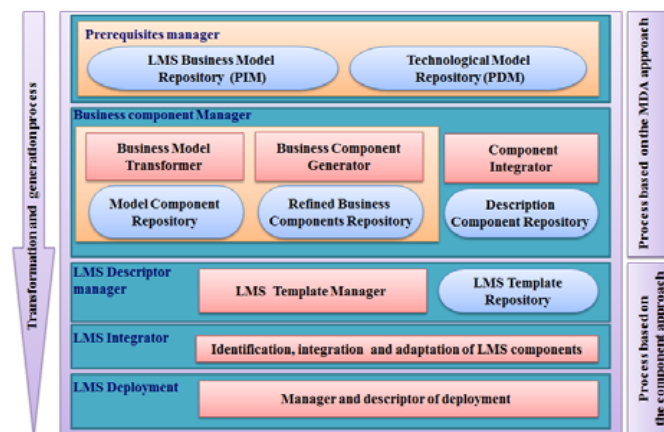 Prerequisites manager
LMS Business Model
Repository (PIM)
Technological Model
Repository (PDM)
Business component Manager
Business Model
Transformer
Business Component
Generator
Component
Integrator
Model Component
Repository
Refined Business
Components Repository
Description
Component Repository
LMS Descriptor
manager
LMS Template Manager
LMS Template
Repository
LMS Integrator
Identification, integration and adaptation of LMS components
LMS Deployment
Manager and descriptor of deployment
Transformation and generation process
Process based on the MDA approach
Process based on
the component approach